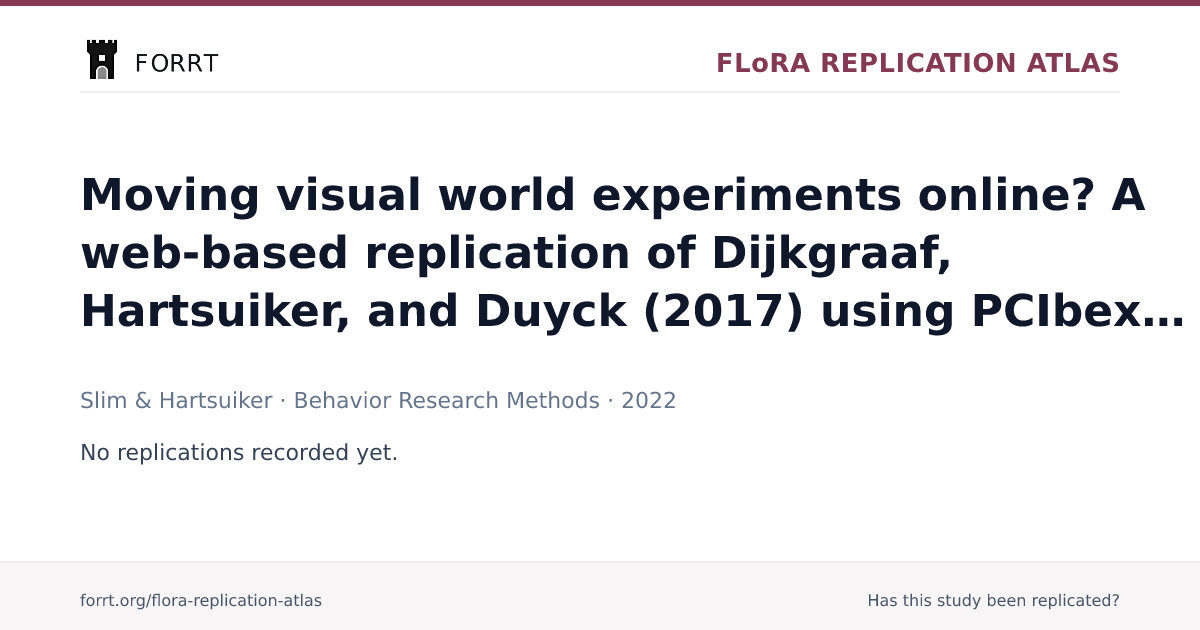 FORRT
FLoRA REPLICATION ATLAS
Moving visual world experiments online? A
web-based replication of Dijkgraaf,
Hartsuiker, and Duyck (2017) using PCIbex…
Slim & Hartsuiker · Behavior Research Methods · 2022
No replications recorded yet.
forrt.org/flora-replication-atlas
Has this study been replicated?